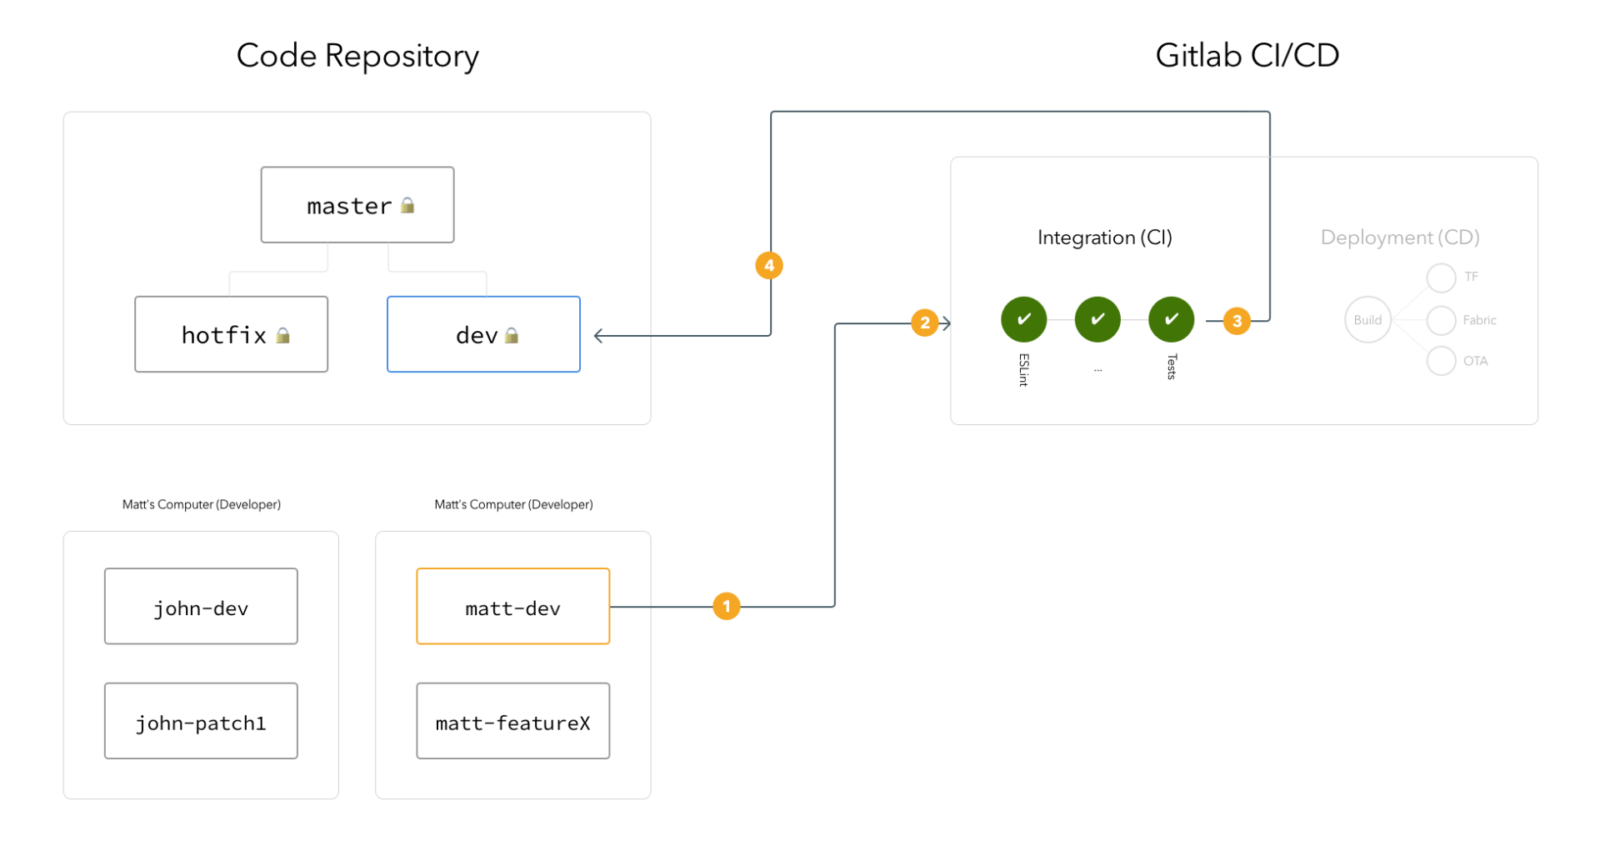 Code Repository
Gitlab CI/CD
master
hotfix
dev
4
2
Integration (CI)
✔ ✔ ✔
ESLint
...
Tests
3
Deployment (CD)
Build
TF
Fabric
OTA
Matt's Computer (Developer)
john-dev
john-patch1
Matt's Computer (Developer)
matt-dev
matt-featureX
1